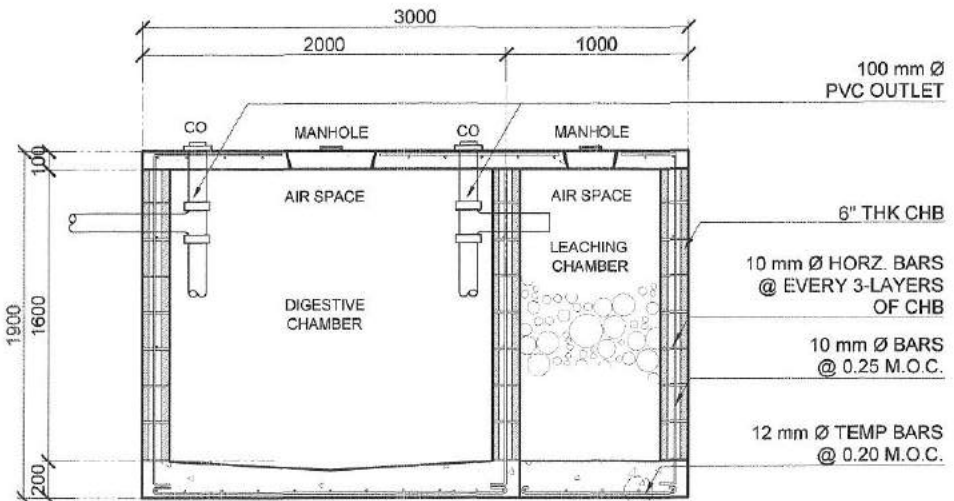 3000
2000
1000
100 mm Ø
PVC OUTLET
CO
MANHOLE
CO
MANHOLE
100
AIR SPACE
AIR SPACE
6" THK CHB
LEACHING
CHAMBER
10 mm Ø HORZ. BARS
@ EVERY 3-LAYERS
OF CHB
DIGESTIVE
CHAMBER
1900
1600
10 mm Ø BARS
@ 0.25 M.O.C.
12 mm Ø TEMP BARS
@ 0.20 M.O.C.
200